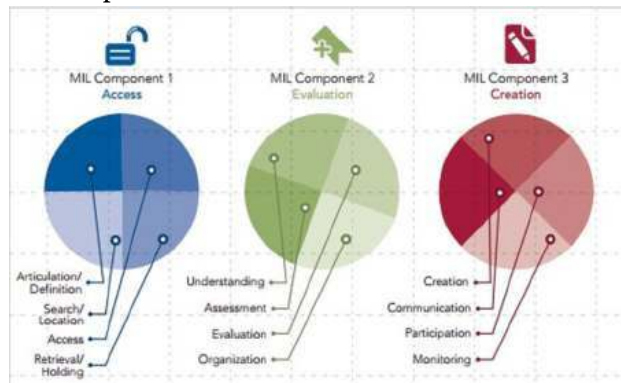 MIL Component 1
Access
MIL Component 2
Evaluation
MIL Component 3
Creation
Articulation/
Definition
Search/
Location
Access
Retrieval/
Holding
Understanding
Assessment
Evaluation
Organization
Creation
Communication
Participation
Monitoring